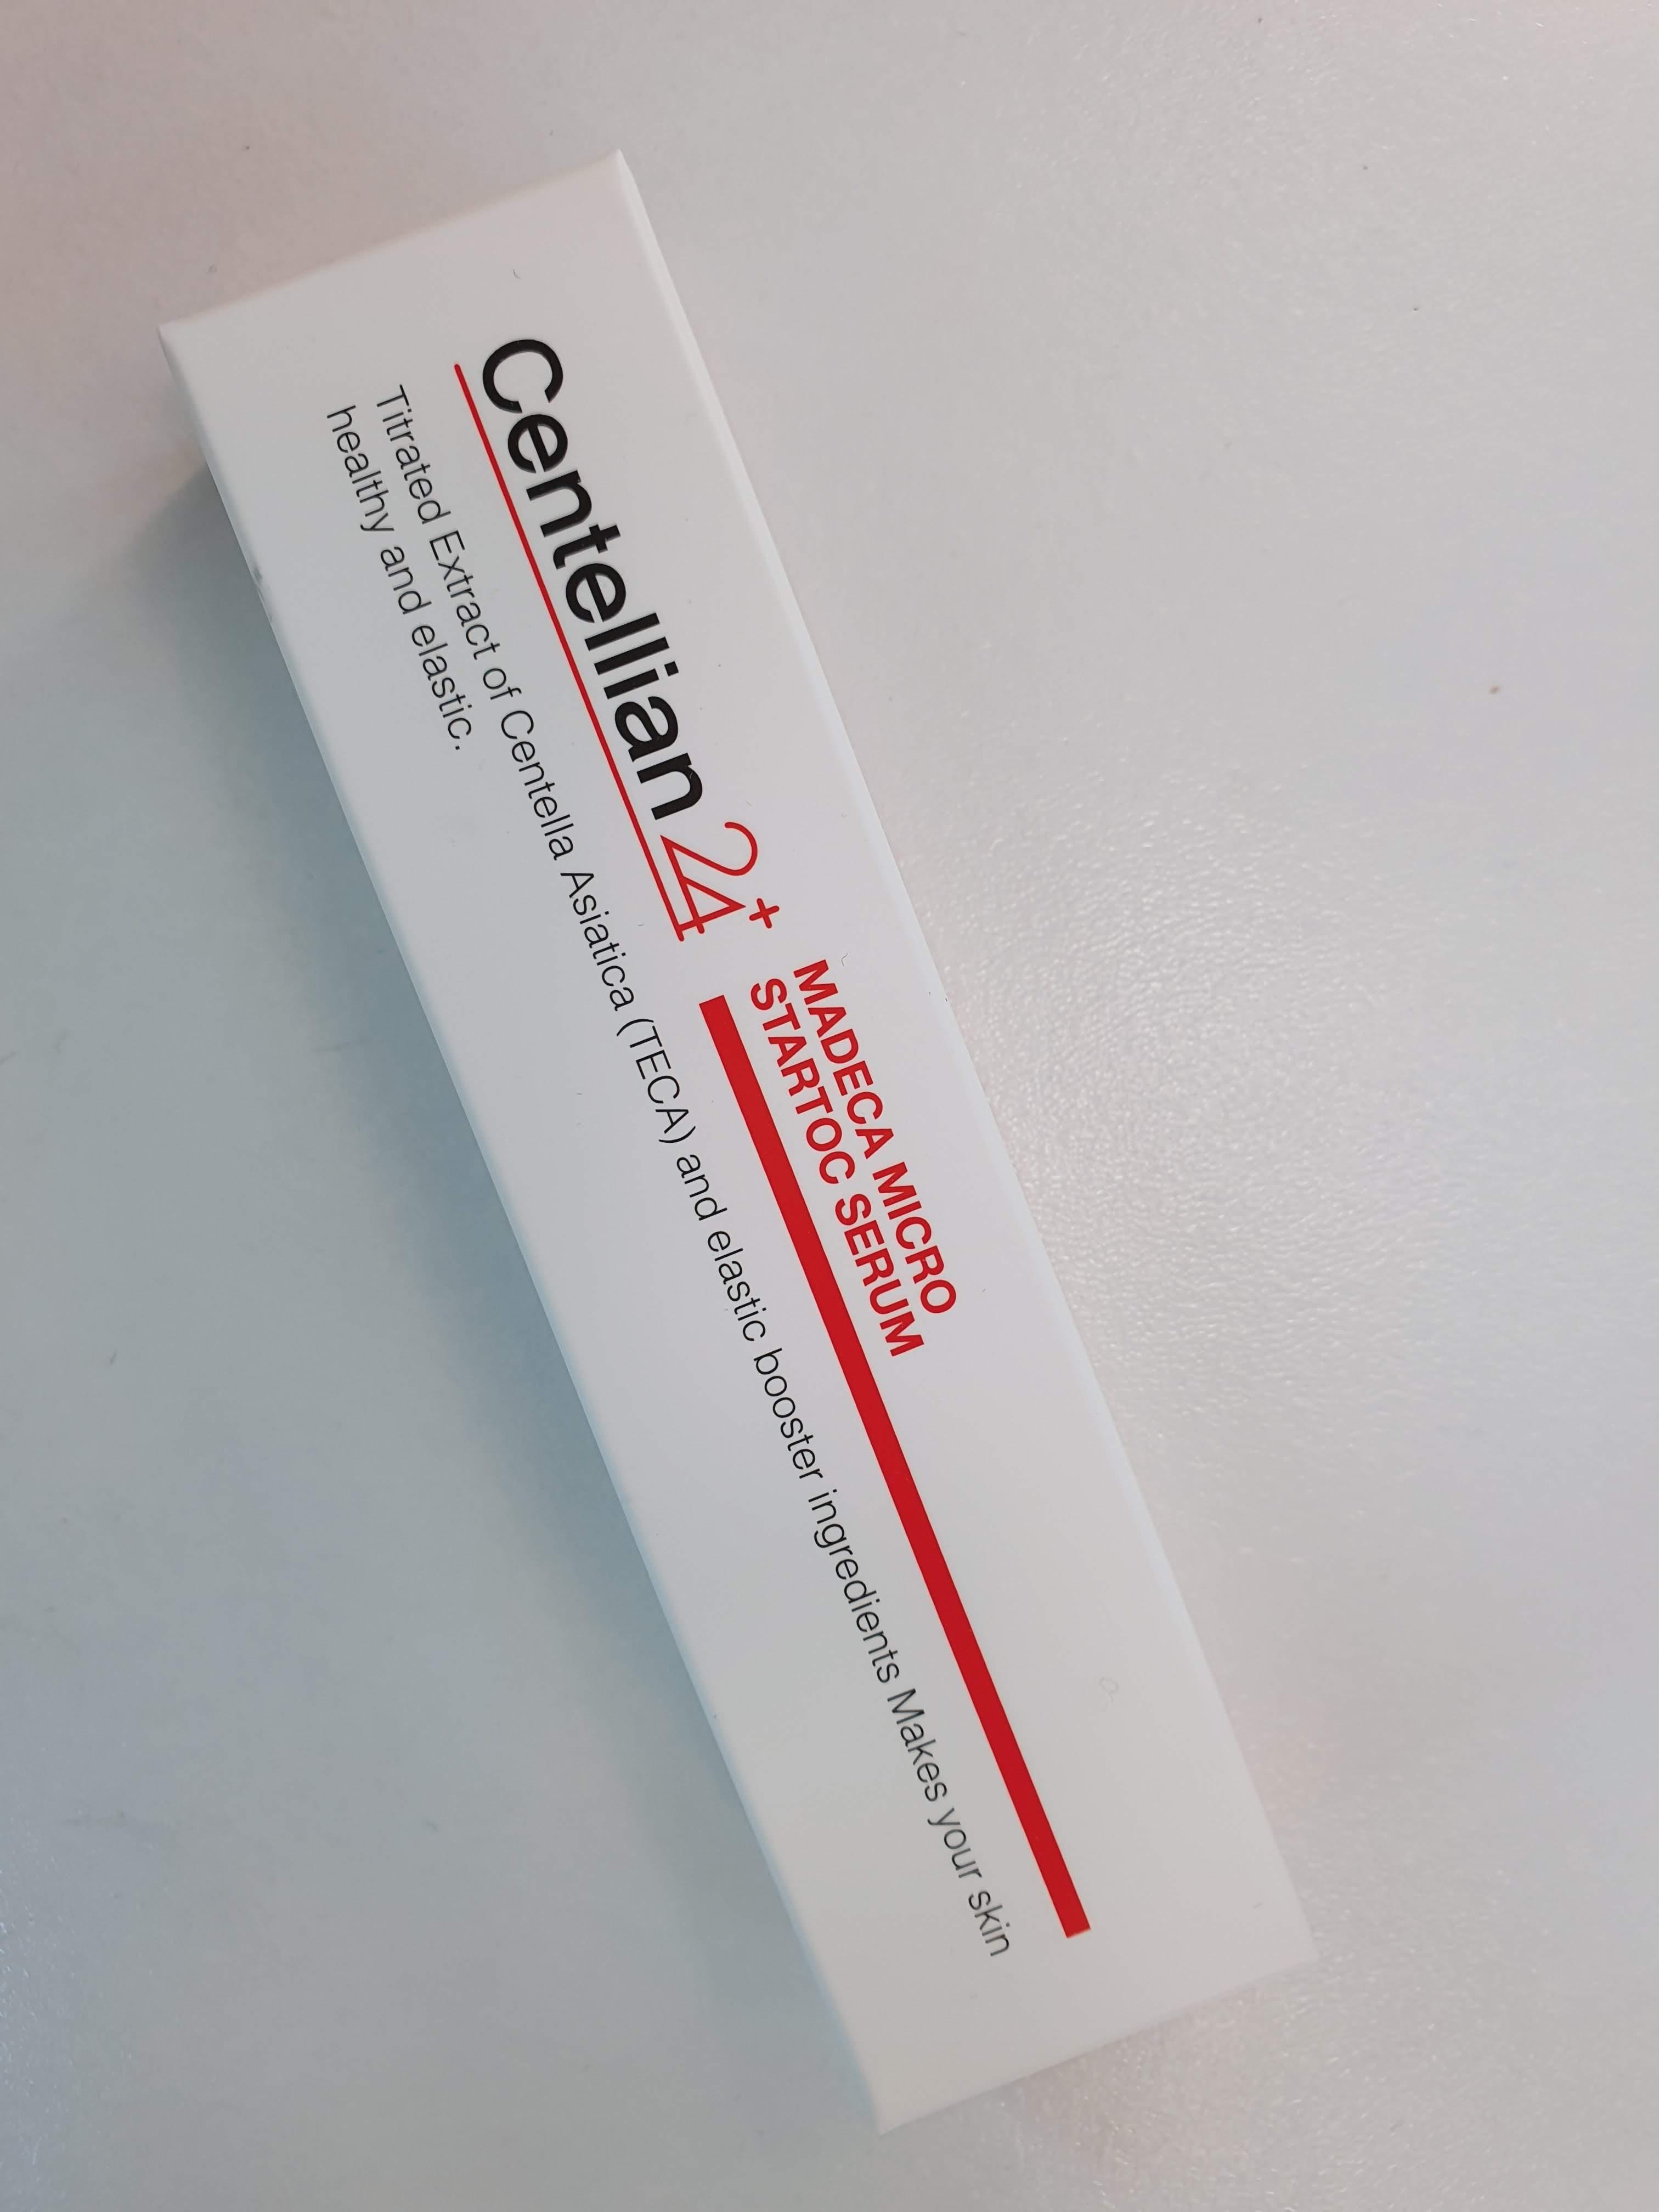 Centellian24+
MADECA MICRO
STARTOC SERUM
Titrated Extract of Centella Asiatica (TECA) and elastic booster ingredients Makes your skin
healthy and elastic.